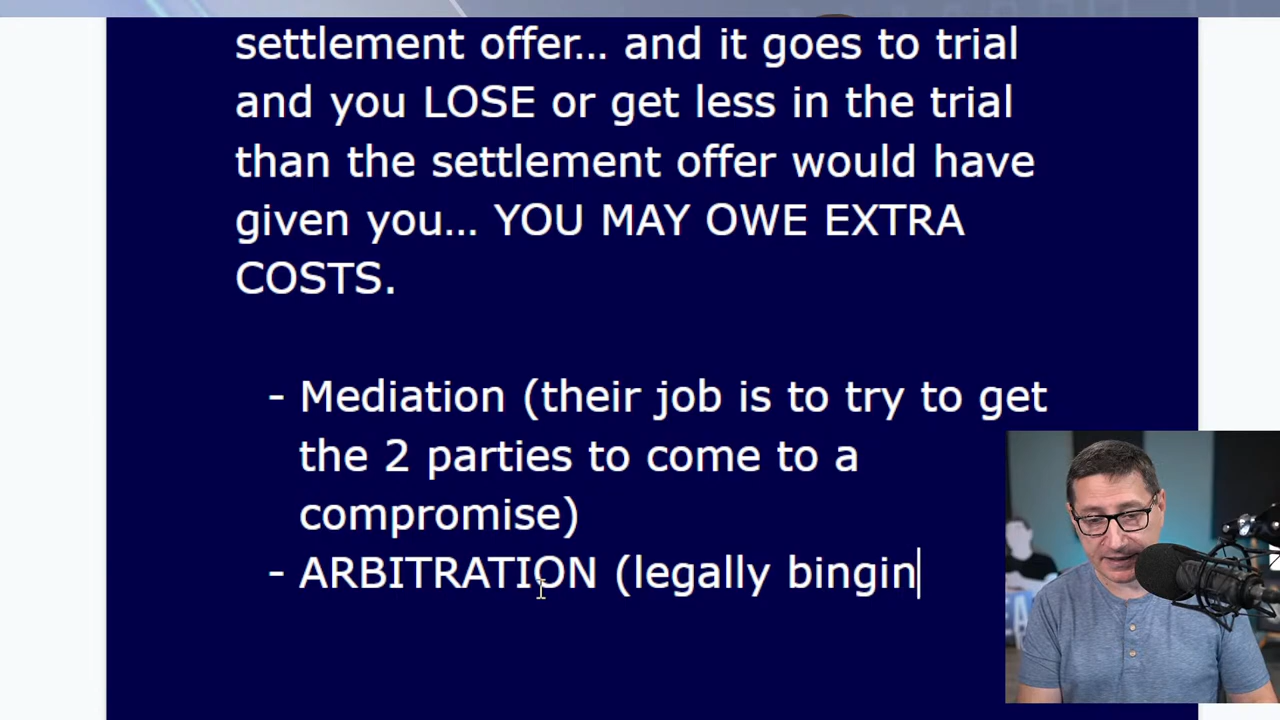 settlement offer... and it goes to trial
and you LOSE or get less in the trial
than the settlement offer would have
given you... YOU MAY OWE EXTRA
COSTS.
- Mediation (their job is to try to get
the 2 parties to come to a
compromise)
- ARBITRATION (legally bingin